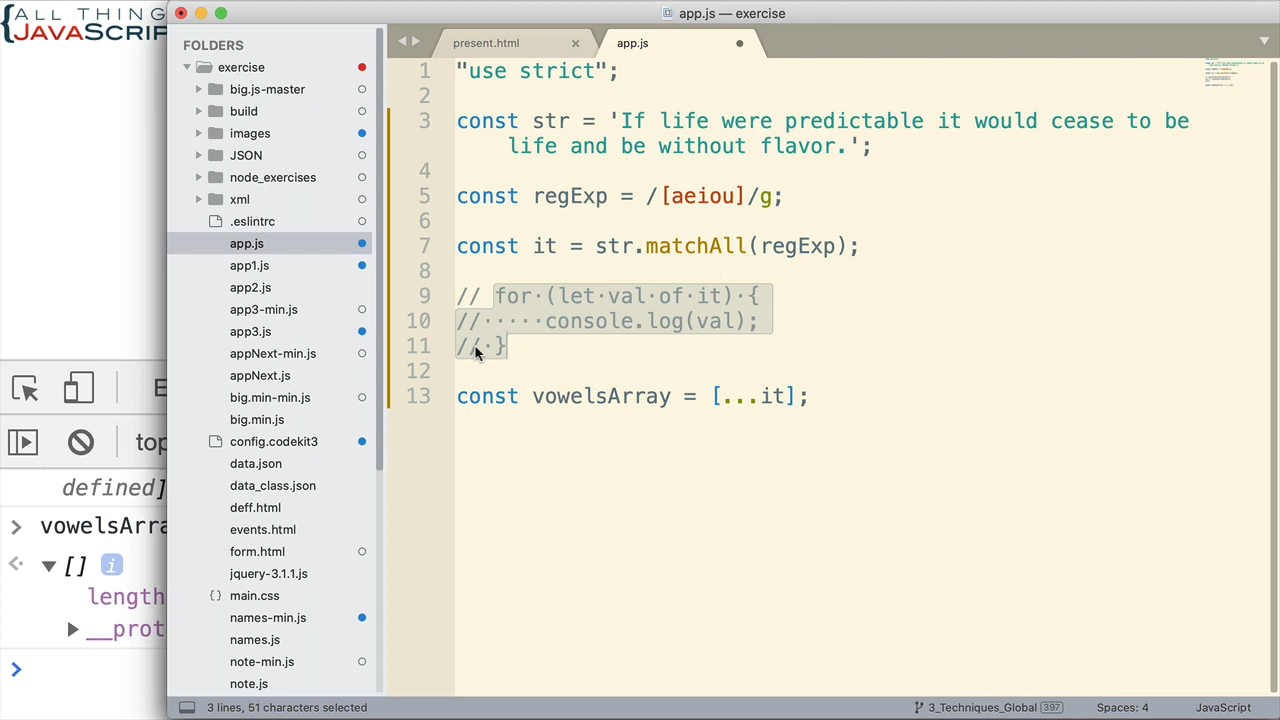 {ALL THING
JAVASCRIP
app.js — exercise
FOLDERS
exercise
big.js-master
build
images
JSON
node_exercises
xml
.eslintrc
app.js
app1.js
app2.js
app3-min.js
app3.js
appNext-min.js
appNext.js
big.min-min.js
big.min.js
config.codekit3
data.json
data_class.json
deff.html
events.html
form.html
jquery-3.1.1.js
{} main.css
names-min.js
names.js
note-min.js
note.js
present.html ×
app.js
1 "use strict";
2
3 const str = 'If life were predictable it would cease to be
life and be without flavor.';
4
5 const regExp = /[aeiou]/g;
6
7 const it = str.matchAll(regExp);
8
9 // for·(let·val·of·it)·{
10 //·····console.log(val);
11 //·}
12
13 const vowelsArray = [...it];
E
top
defined]
> vowelsArra
[] i
length
__prot
>
3 lines, 51 characters selected
3_Techniques_Global 397
Spaces: 4
JavaScript